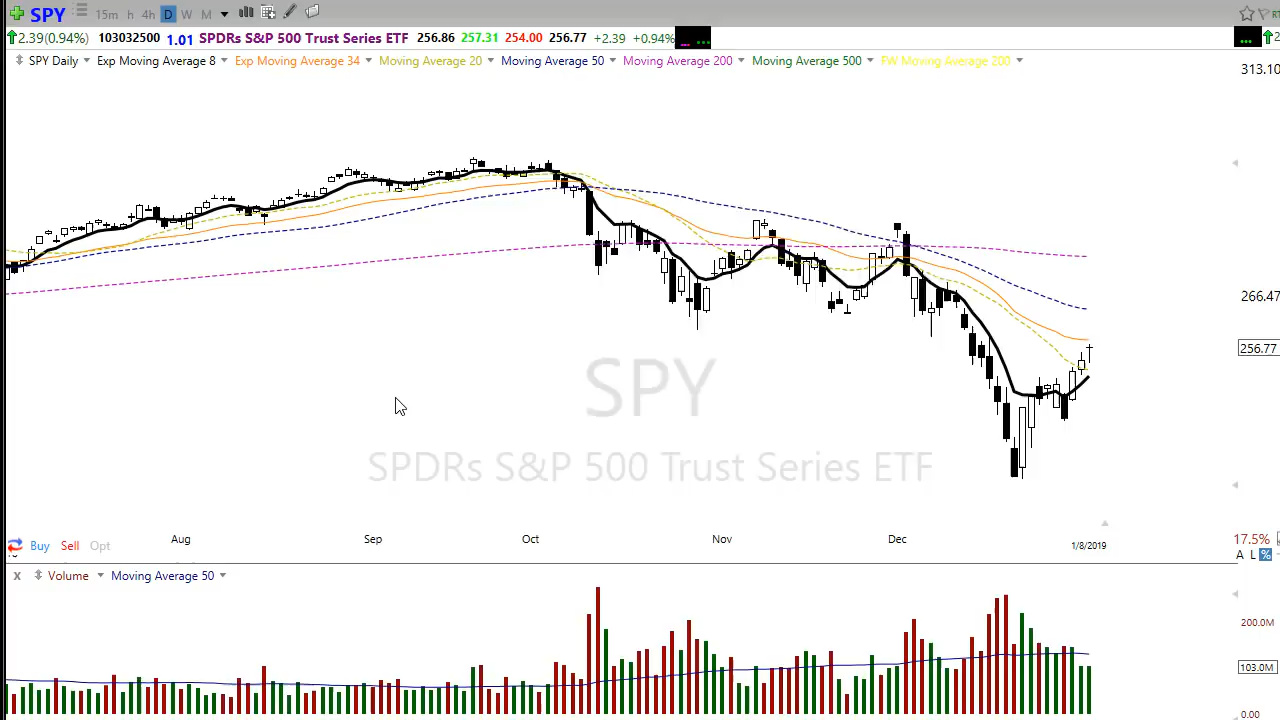 SPY 15m h 4h D W M
2.39(0.94%) 103032500 1.01 SPDRs S&P 500 Trust Series ETF 256.86 257.31 254.00 256.77 +2.39 +0.94% ... ...
SPY Daily Exp Moving Average 8 Exp Moving Average 34 Moving Average 20 Moving Average 50 Moving Average 200 Moving Average 500 FW Moving Average 200
313.10
266.47
256.77
SPY
SPDRs S&P 500 Trust Series ETF
Aug Sep Oct Nov Dec 1/8/2019
17.5%
Buy Sell Opt
A L %
X Volume Moving Average 50
200.0M
103.0M
0.00